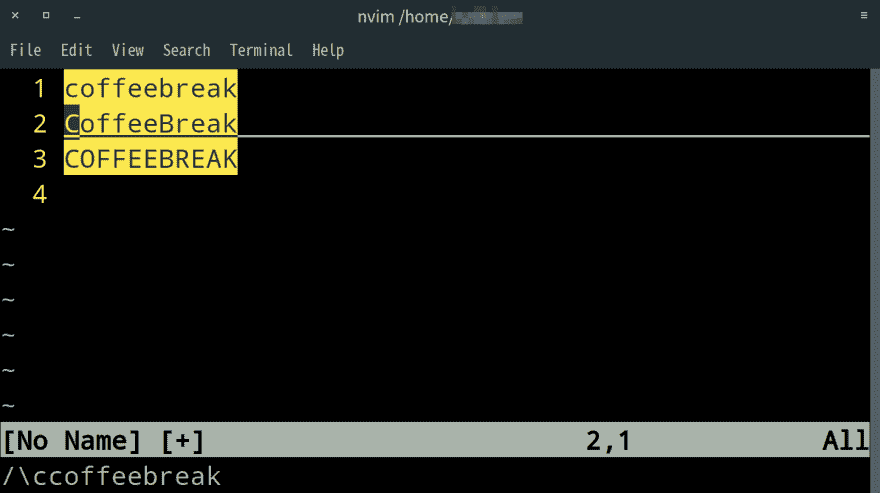 nvim /home/
File Edit View Search Terminal Help
1 coffeebreak
2 CoffeeBreak
3 COFFEEBREAK
4
~
~
~
~
~
~
[No Name] [+] 2,1 All
/\ccoffeebreak